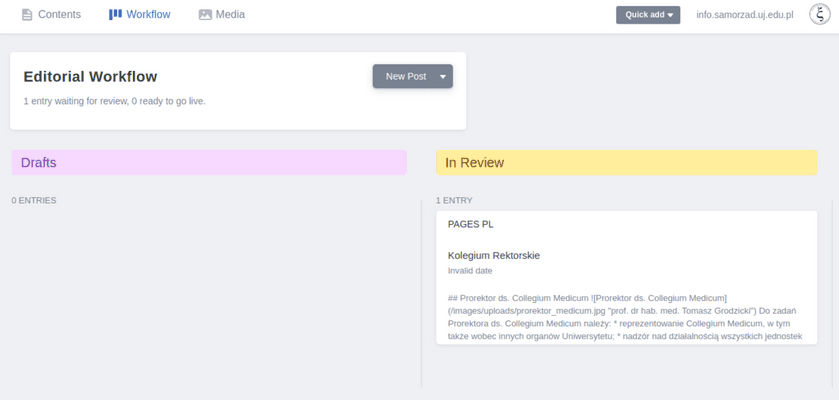 Contents Workflow Media Quick add info.samorzad.uj.edu.pl
Editorial Workflow
New Post
1 entry waiting for review, 0 ready to go live.
Drafts
0 ENTRIES
In Review
1 ENTRY
PAGES PL
Kolegium Rektorskie
Invalid date
## Prorektor ds. Collegium Medicum ![Prorektor ds. Collegium Medicum]
(/images/uploads/prorektor_medicum.jpg "prof. dr hab. med. Tomasz Grodzicki") Do zadań
Prorektora ds. Collegium Medicum należy: * reprezentowanie Collegium Medicum, w tym
także wobec innych organów Uniwersytetu; * nadzór nad działalnością wszystkich jednostek